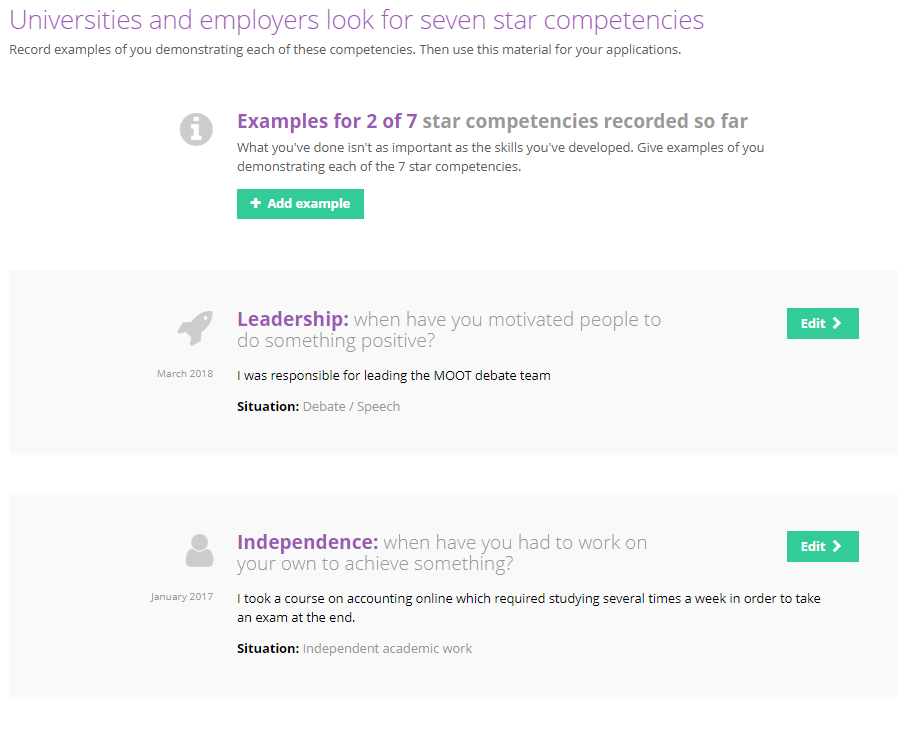 Universities and employers look for seven star competencies
Record examples of you demonstrating each of these competencies. Then use this material for your applications.
Examples for 2 of 7 star competencies recorded so far
What you've done isn't as important as the skills you've developed. Give examples of you
demonstrating each of the 7 star competencies.
+ Add example
Leadership: when have you motivated people to
do something positive?
Edit
March 2018
I was responsible for leading the MOOT debate team
Situation: Debate / Speech
Independence: when have you had to work on
your own to achieve something?
Edit
January 2017
I took a course on accounting online which required studying several times a week in order to take
an exam at the end.
Situation: Independent academic work